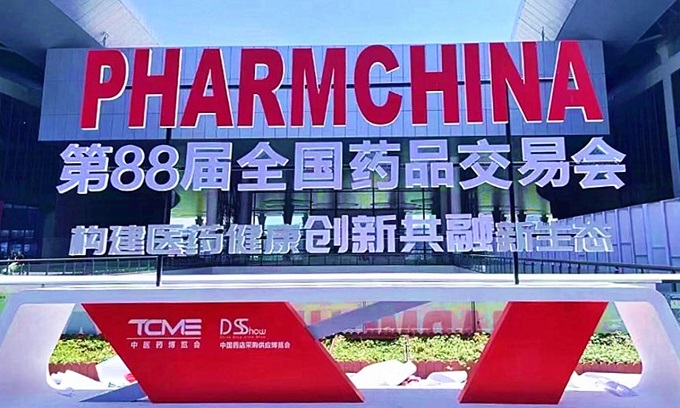 PHARMCHINA
第88届全国药品交易会
构建医药健康创新共融新生态
TCME
中医药博览会
DSShow
中国药店采购供应博览会